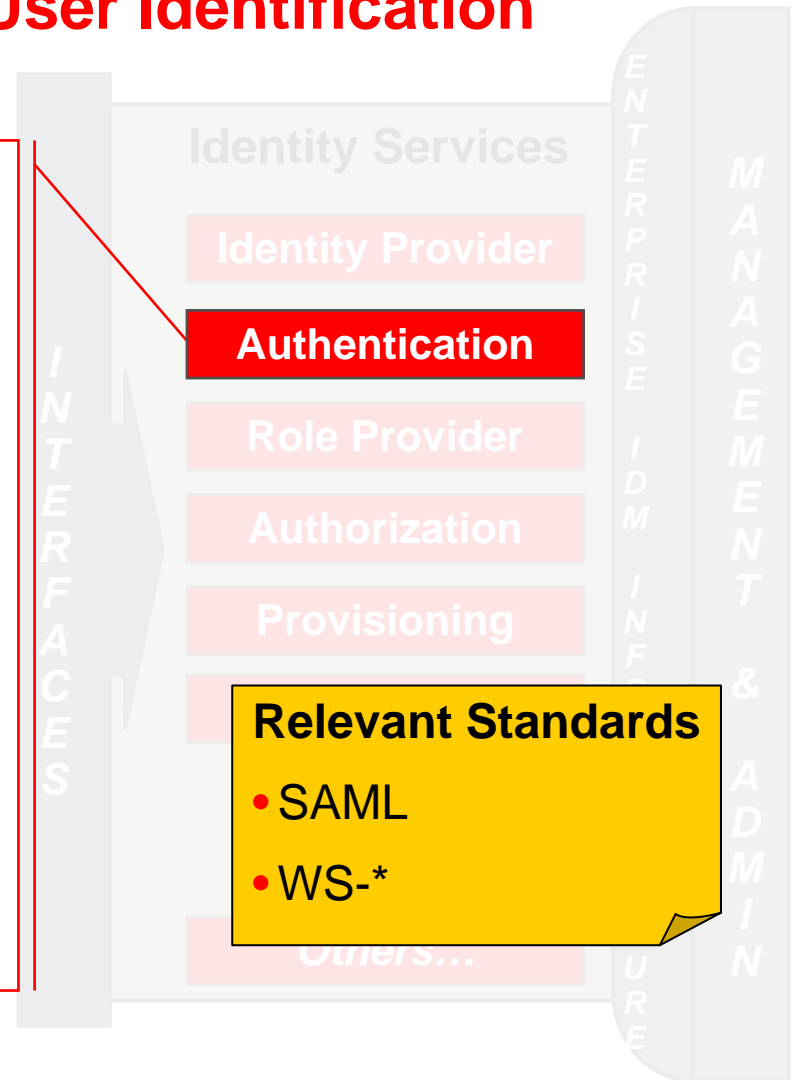 User Identification
Identity Services
Identity Provider
Authentication
Role Provider
Authorization
Provisioning
Others…
INTERFACES
ENTERPRISE IDM INF URE
MANAGEMENT & ADMIN
Relevant Standards
• SAML
• WS-*